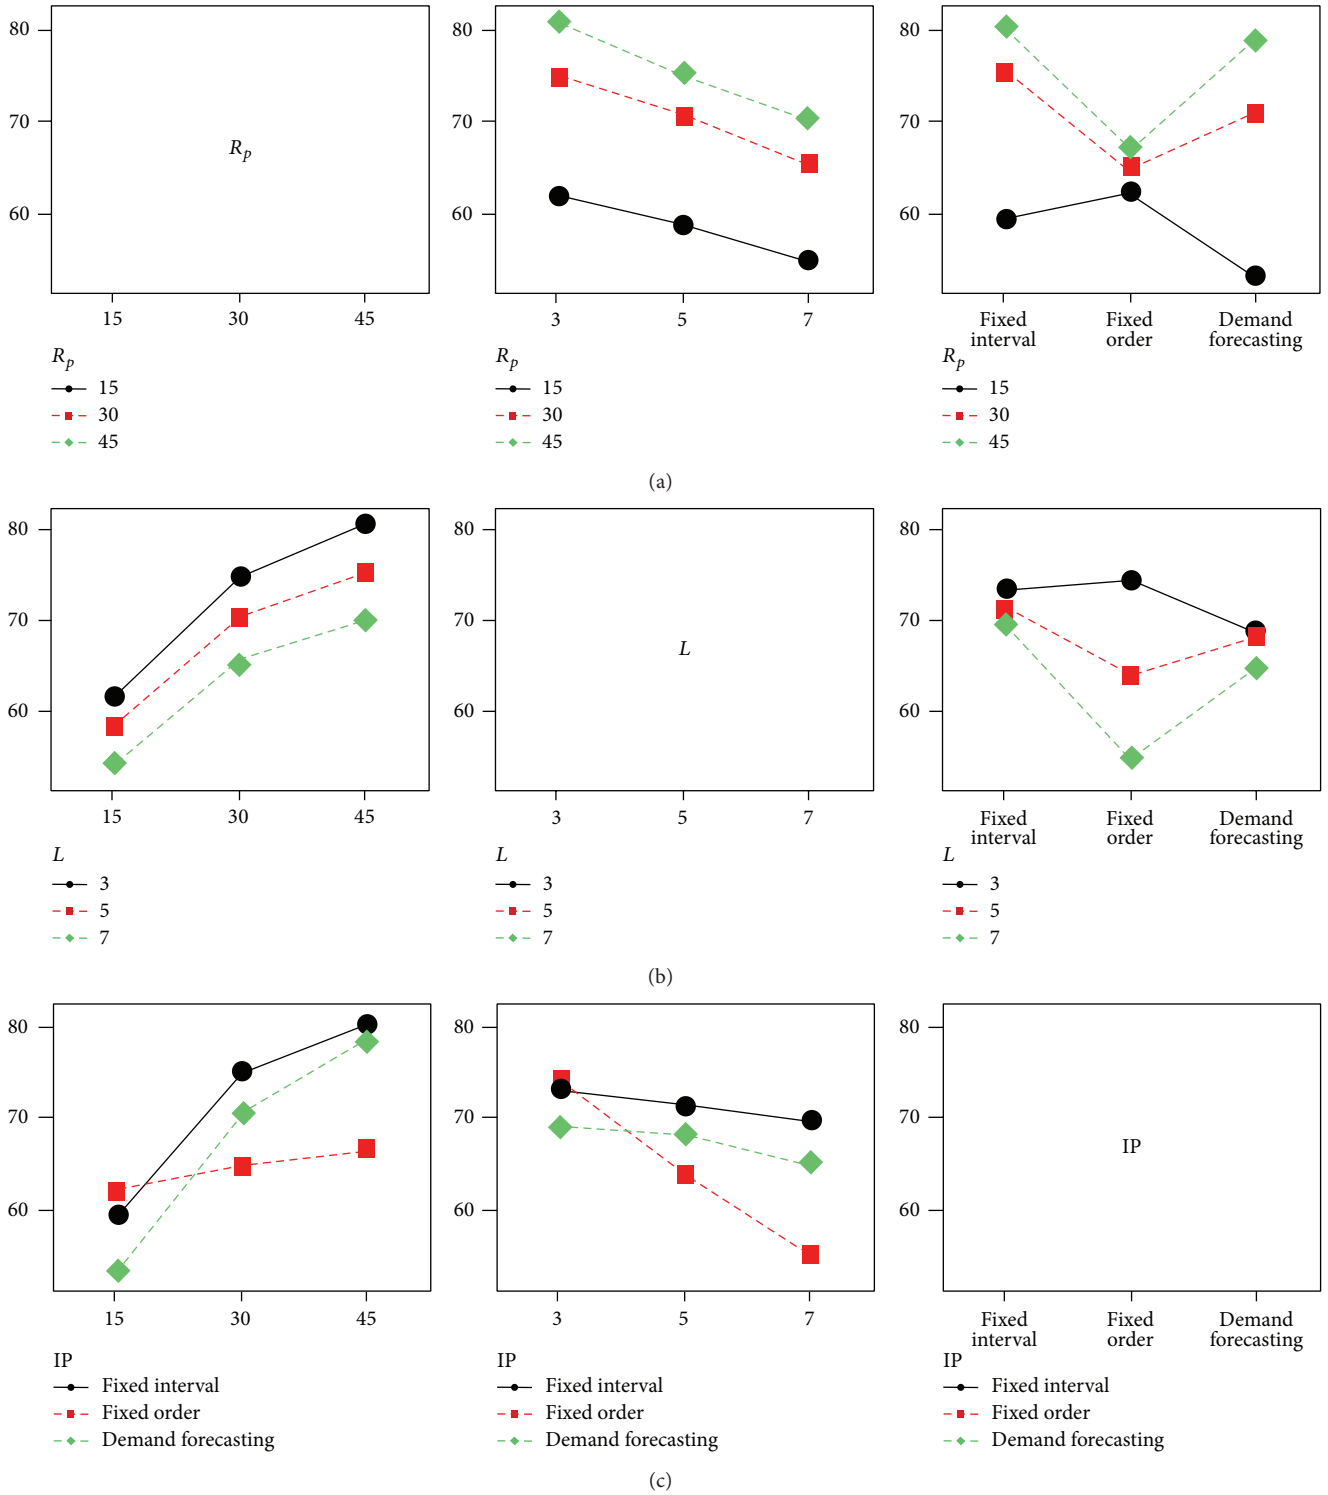 80
70
60
R_p
15 30 45
R_p
15
30
45
80
70
60
3 5 7
R_p
15
30
45
80
70
60
Fixed interval
Fixed order
Demand forecasting
R_p
15
30
45
(a)
80
70
60
15 30 45
L
3
5
7
80
70
60
L
3 5 7
L
3
5
7
80
70
60
Fixed interval
Fixed order
Demand forecasting
L
3
5
7
(b)
80
70
60
15 30 45
IP
Fixed interval
Fixed order
Demand forecasting
80
70
60
3 5 7
IP
Fixed interval
Fixed order
Demand forecasting
80
70
60
IP
Fixed interval
Fixed order
Demand forecasting
IP
Fixed interval
Fixed order
Demand forecasting
(c)